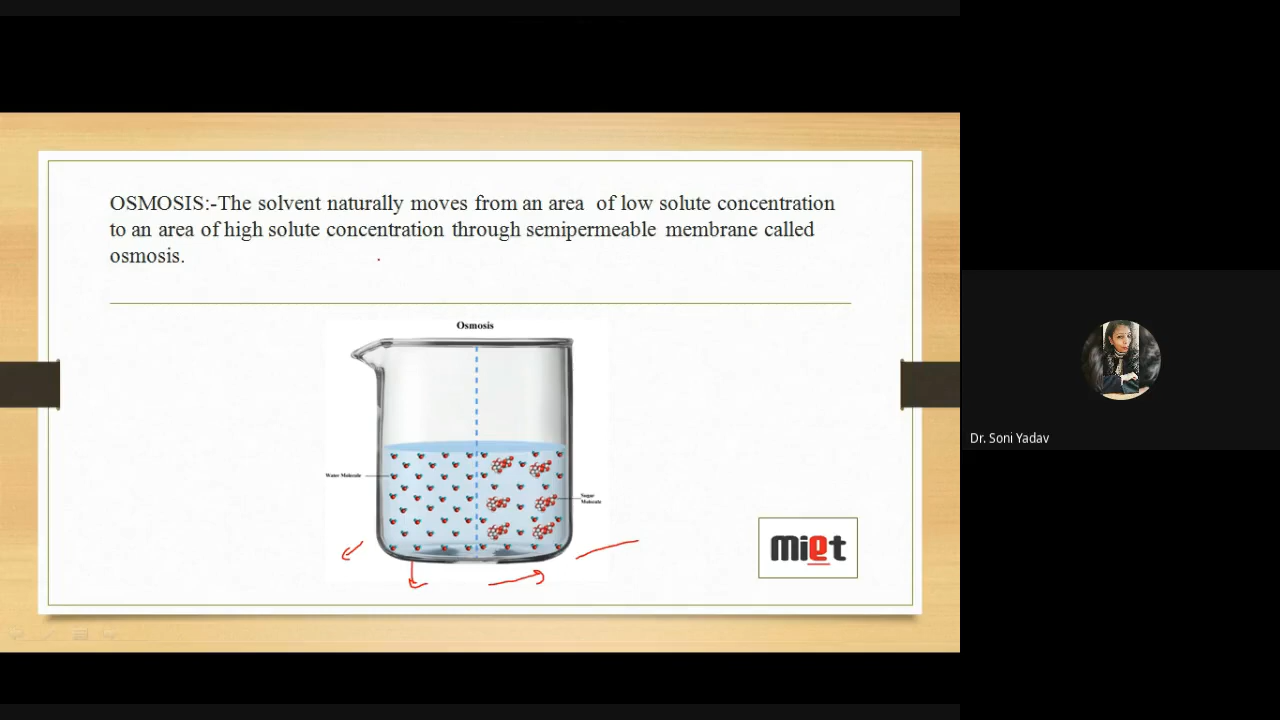 OSMOSIS:-The solvent naturally moves from an area of low solute concentration
to an area of high solute concentration through semipermeable membrane called
osmosis.
Osmosis
Water Molecule
Sugar
Molecule
miet
Dr. Soni Yadav